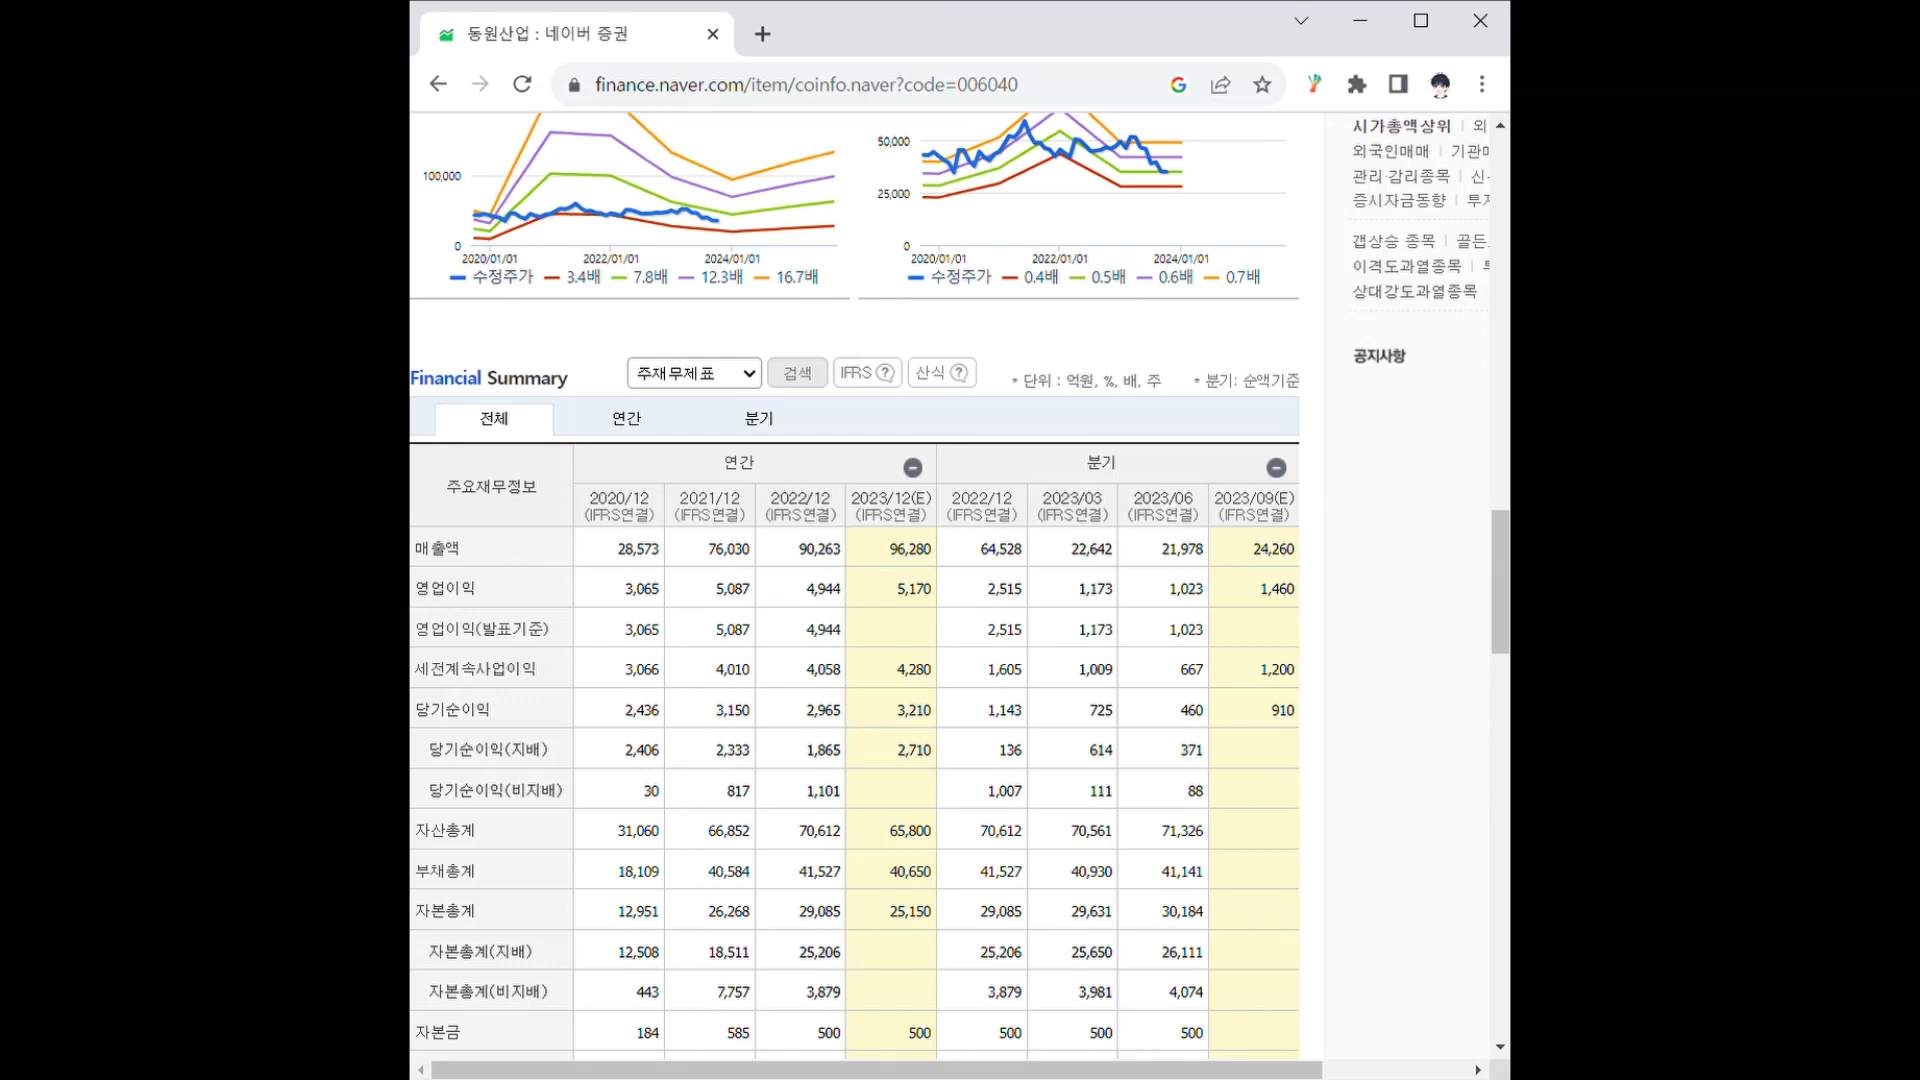 동원산업 : 네이버 증권
finance.naver.com/item/coinfo.naver?code=006040
100,000
0
2020/01/01 2022/01/01 2024/01/01
수정주가 3.4배 7.8배 12.3배 16.7배
50,000
25,000
0
2020/01/01 2022/01/01 2024/01/01
수정주가 0.4배 0.5배 0.6배 0.7배
시가총액상위 외
외국인매매 기관매
관리·감리종목 신
증시자금동향 투자
갭상승 종목 골든
이격도과열종목 투
상대강도과열종목
공지사항
Financial Summary 주재무제표 검색 IFRS ? 산식 ? * 단위 : 억원, %, 배, 주 * 분기: 순액기준
전체 연간 분기
주요재무정보 연간 분기
2020/12 2021/12 2022/12 2023/12(E) 2022/12 2023/03 2023/06 2023/09(E)
(IFRS연결) (IFRS연결) (IFRS연결) (IFRS연결) (IFRS연결) (IFRS연결) (IFRS연결) (IFRS연결)
매출액 28,573 76,030 90,263 96,280 64,528 22,642 21,978 24,260
영업이익 3,065 5,087 4,944 5,170 2,515 1,173 1,023 1,460
영업이익(발표기준) 3,065 5,087 4,944 2,515 1,173 1,023
세전계속사업이익 3,066 4,010 4,058 4,280 1,605 1,009 667 1,200
당기순이익 2,436 3,150 2,965 3,210 1,143 725 460 910
당기순이익(지배) 2,406 2,333 1,865 2,710 136 614 371
당기순이익(비지배) 30 817 1,101 1,007 111 88
자산총계 31,060 66,852 70,612 65,800 70,612 70,561 71,326
부채총계 18,109 40,584 41,527 40,650 41,527 40,930 41,141
자본총계 12,951 26,268 29,085 25,150 29,085 29,631 30,184
자본총계(지배) 12,508 18,511 25,206 25,206 25,650 26,111
자본총계(비지배) 443 7,757 3,879 3,879 3,981 4,074
자본금 184 585 500 500 500 500 500